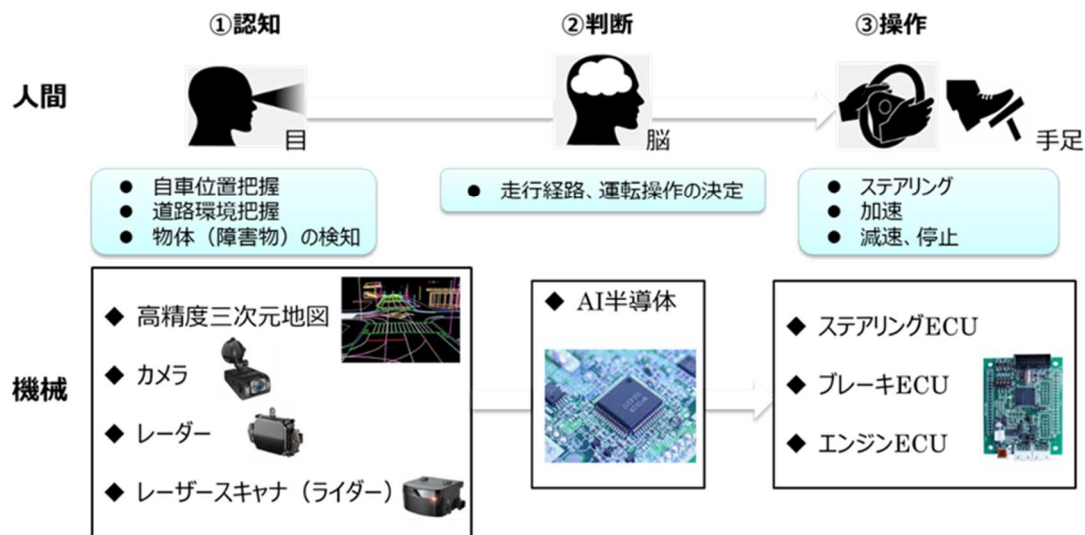 ①認知
②判断
③操作
人間
目
脳
手足
● 自車位置把握
● 道路環境把握
● 物体（障害物）の検知
● 走行経路、運転操作の決定
● ステアリング
● 加速
● 減速、停止
機械
◆ 高精度三次元地図
◆ カメラ
◆ レーダー
◆ レーザースキャナ（ライダー）
◆ AI半導体
◆ ステアリングECU
◆ ブレーキECU
◆ エンジンECU